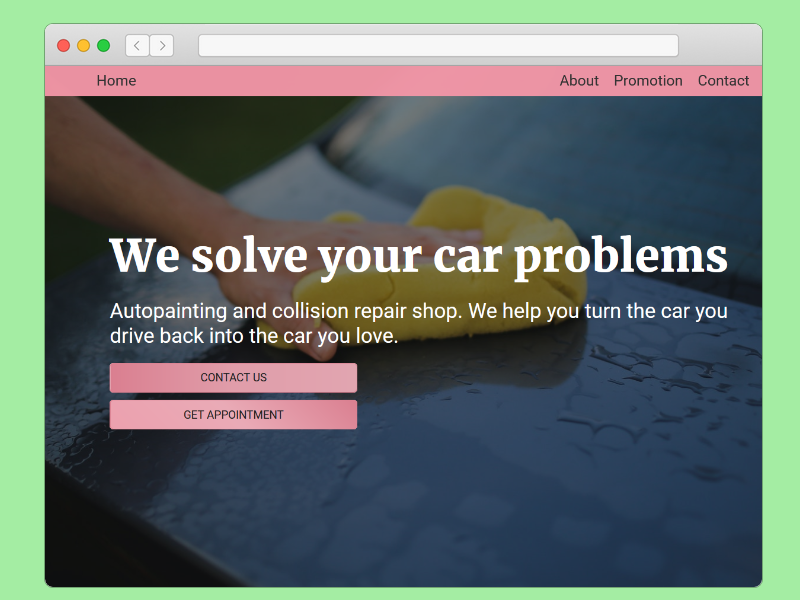 Home
About Promotion Contact
We solve your car problems
Autopainting and collision repair shop. We help you turn the car you
drive back into the car you love.
CONTACT US
GET APPOINTMENT